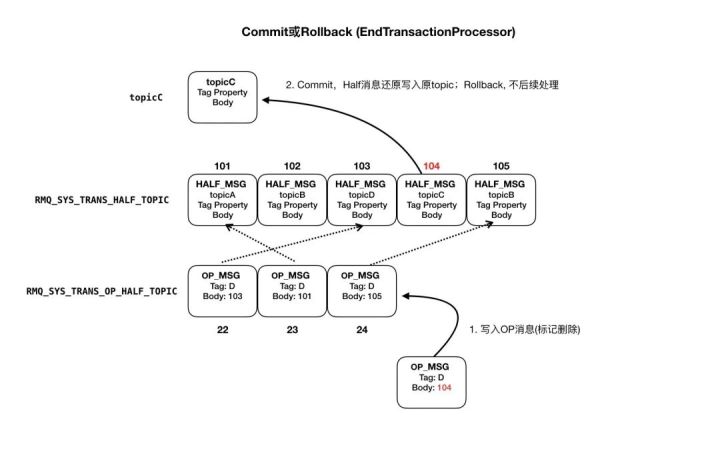 Commit或Rollback (EndTransactionProcessor)
topicC
topicC
Tag Property
Body
2. Commit，Half消息还原写入原topic；Rollback, 不后续处理
101
102
103
104
105
RMQ_SYS_TRANS_HALF_TOPIC
HALF_MSG
topicA
Tag Property
Body
HALF_MSG
topicB
Tag Property
Body
HALF_MSG
topicD
Tag Property
Body
HALF_MSG
topicC
Tag Property
Body
HALF_MSG
topicB
Tag Property
Body
RMQ_SYS_TRANS_OP_HALF_TOPIC
OP_MSG
Tag: D
Body: 103
OP_MSG
Tag: D
Body: 101
OP_MSG
Tag: D
Body: 105
22
23
24
1. 写入OP消息(标记删除)
OP_MSG
Tag: D
Body: 104